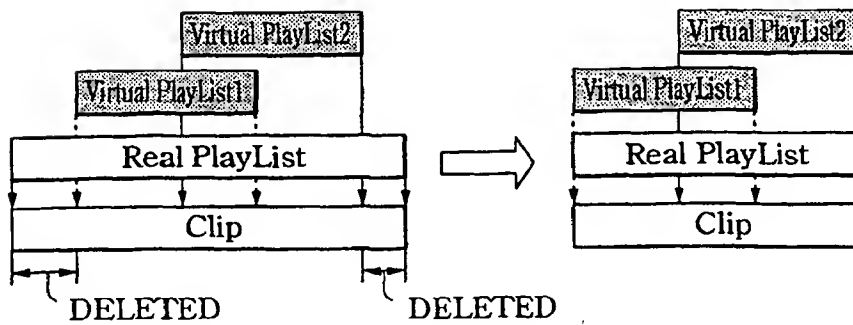 Virtual PlayList2
Virtual PlayList1
Real PlayList
Clip
DELETED
DELETED
Virtual PlayList2
Virtual PlayList1
Real PlayList
Clip